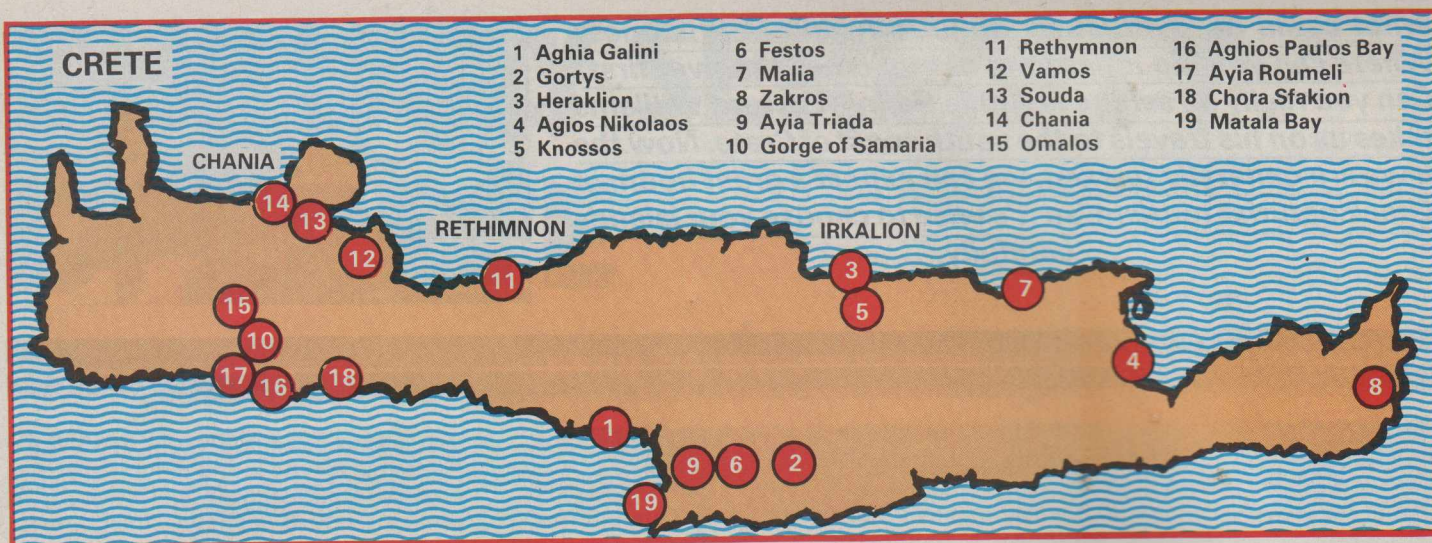 CRETE
1 Aghia Galini
2 Gortys
3 Heraklion
4 Agios Nikolaos
5 Knossos
6 Festos
7 Malia
8 Zakros
9 Ayia Triada
10 Gorge of Samaria
11 Rethymnon
12 Vamos
13 Souda
14 Chania
15 Omalos
16 Aghios Paulos Bay
17 Ayia Roumeli
18 Chora Sfakion
19 Matala Bay
CHANIA
14
13
12
RETHIMNON
11
IRKALION
3
5
7
15
10
17
16
18
4
8
1
9
6
2
19